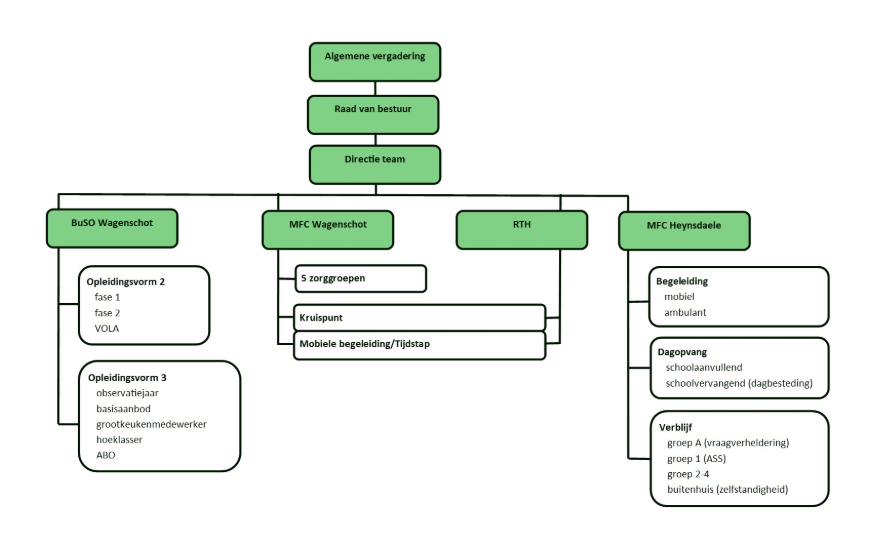 Algemene vergadering
Raad van bestuur
Directie team
BuSO Wagenschot
MFC Wagenschot
RTH
MFC Heynsdaele
Opleidingsvorm 2
fase 1
fase 2
VOLA
Opleidingsvorm 3
observatiejaar
basisaanbod
grootkeukenmedewerker
hoeklasser
ABO
5 zorggroepen
Kruispunt
Mobiele begeleiding/Tijdstap
Begeleiding
mobiel
ambulant
Dagopvang
schoolaanvullend
schoolvervangend (dagbesteding)
Verblijf
groep A (vraagverheldering)
groep 1 (ASS)
groep 2-4
buitenhuis (zelfstandigheid)